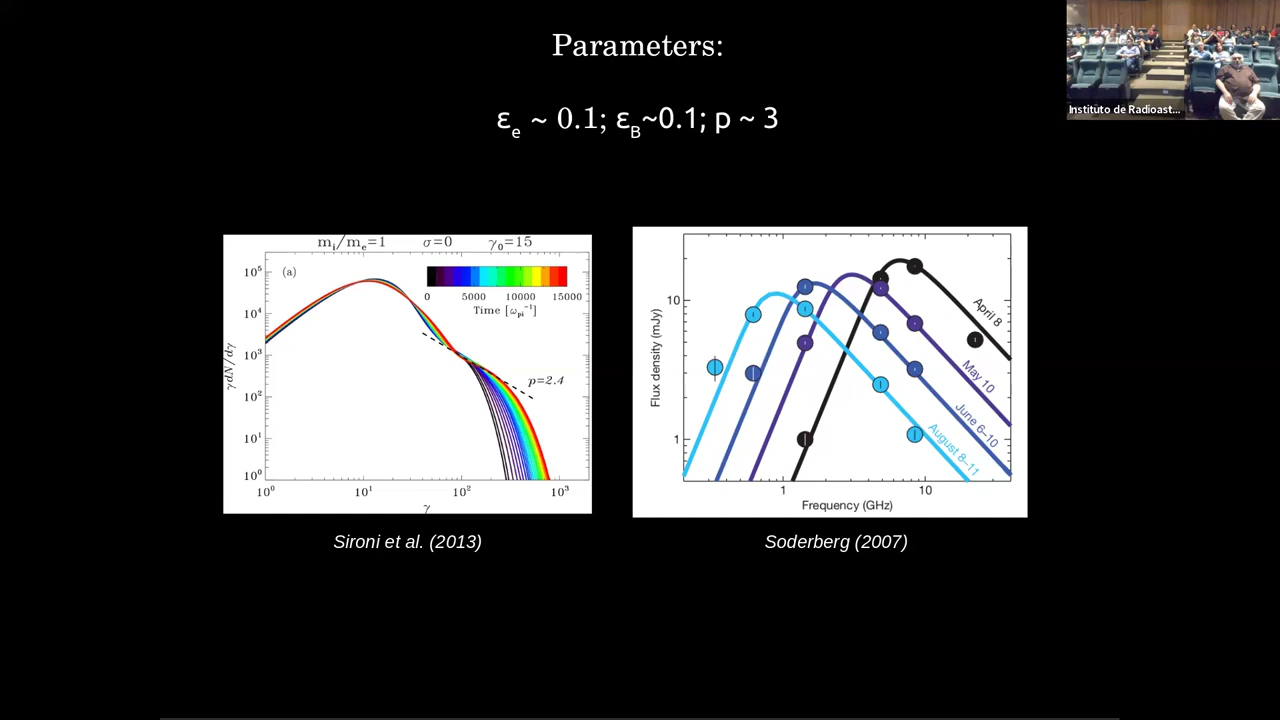 Parameters:
Instituto de Radioast...
εe ~ 0.1; εB~0.1; p ~ 3
mi/me=1 σ=0 γ0=15
(a)
0 5000 10000 15000
Time [ωpi⁻¹]
p=2.4
γdN/dγ
10⁶
10⁴
10³
10²
10¹
10⁰
10⁰ 10¹ 10² 10³
γ
Flux density (mJy)
10
1
April 8
May 10
June 6–10
August 8–11
1 10
Frequency (GHz)
Sironi et al. (2013)
Soderberg (2007)